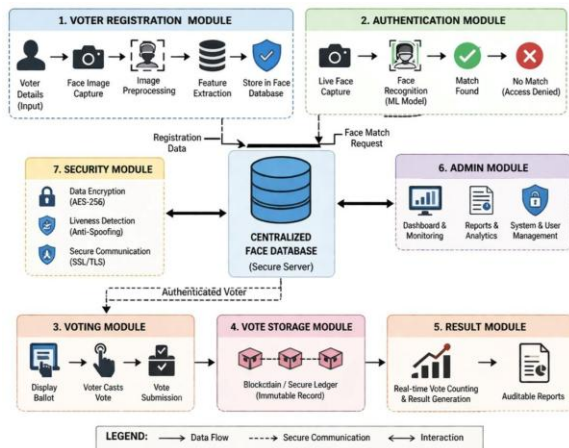 1. VOTER REGISTRATION MODULE
Voter
Details
(Input)
Face Image
Capture
Image
Preprocessing
Feature
Extraction
Store in Face
Database
2. AUTHENTICATION MODULE
Live Face
Capture
Face
Recognition
(ML Model)
Match
Found
No Match
(Access Denied)
Registration
Data
Face Match
Request
7. SECURITY MODULE
Data Encryption
(AES-256)
Liveness Detection
(Anti-Spoofing)
Secure Communication
(SSL/TLS)
CENTRALIZED
FACE DATABASE
(Secure Server)
6. ADMIN MODULE
Dashboard &
Monitoring
Reports &
Analytics
System & User
Management
Authenticated Voter
3. VOTING MODULE
Display
Ballot
Voter Casts
Vote
Vote
Submission
4. VOTE STORAGE MODULE
Blockcdain / Secure Ledger
(Immutable Record)
5. RESULT MODULE
Real-time Vote Counting
& Result Generation
Auditable Reports
LEGEND: Data Flow Secure Communication Interaction